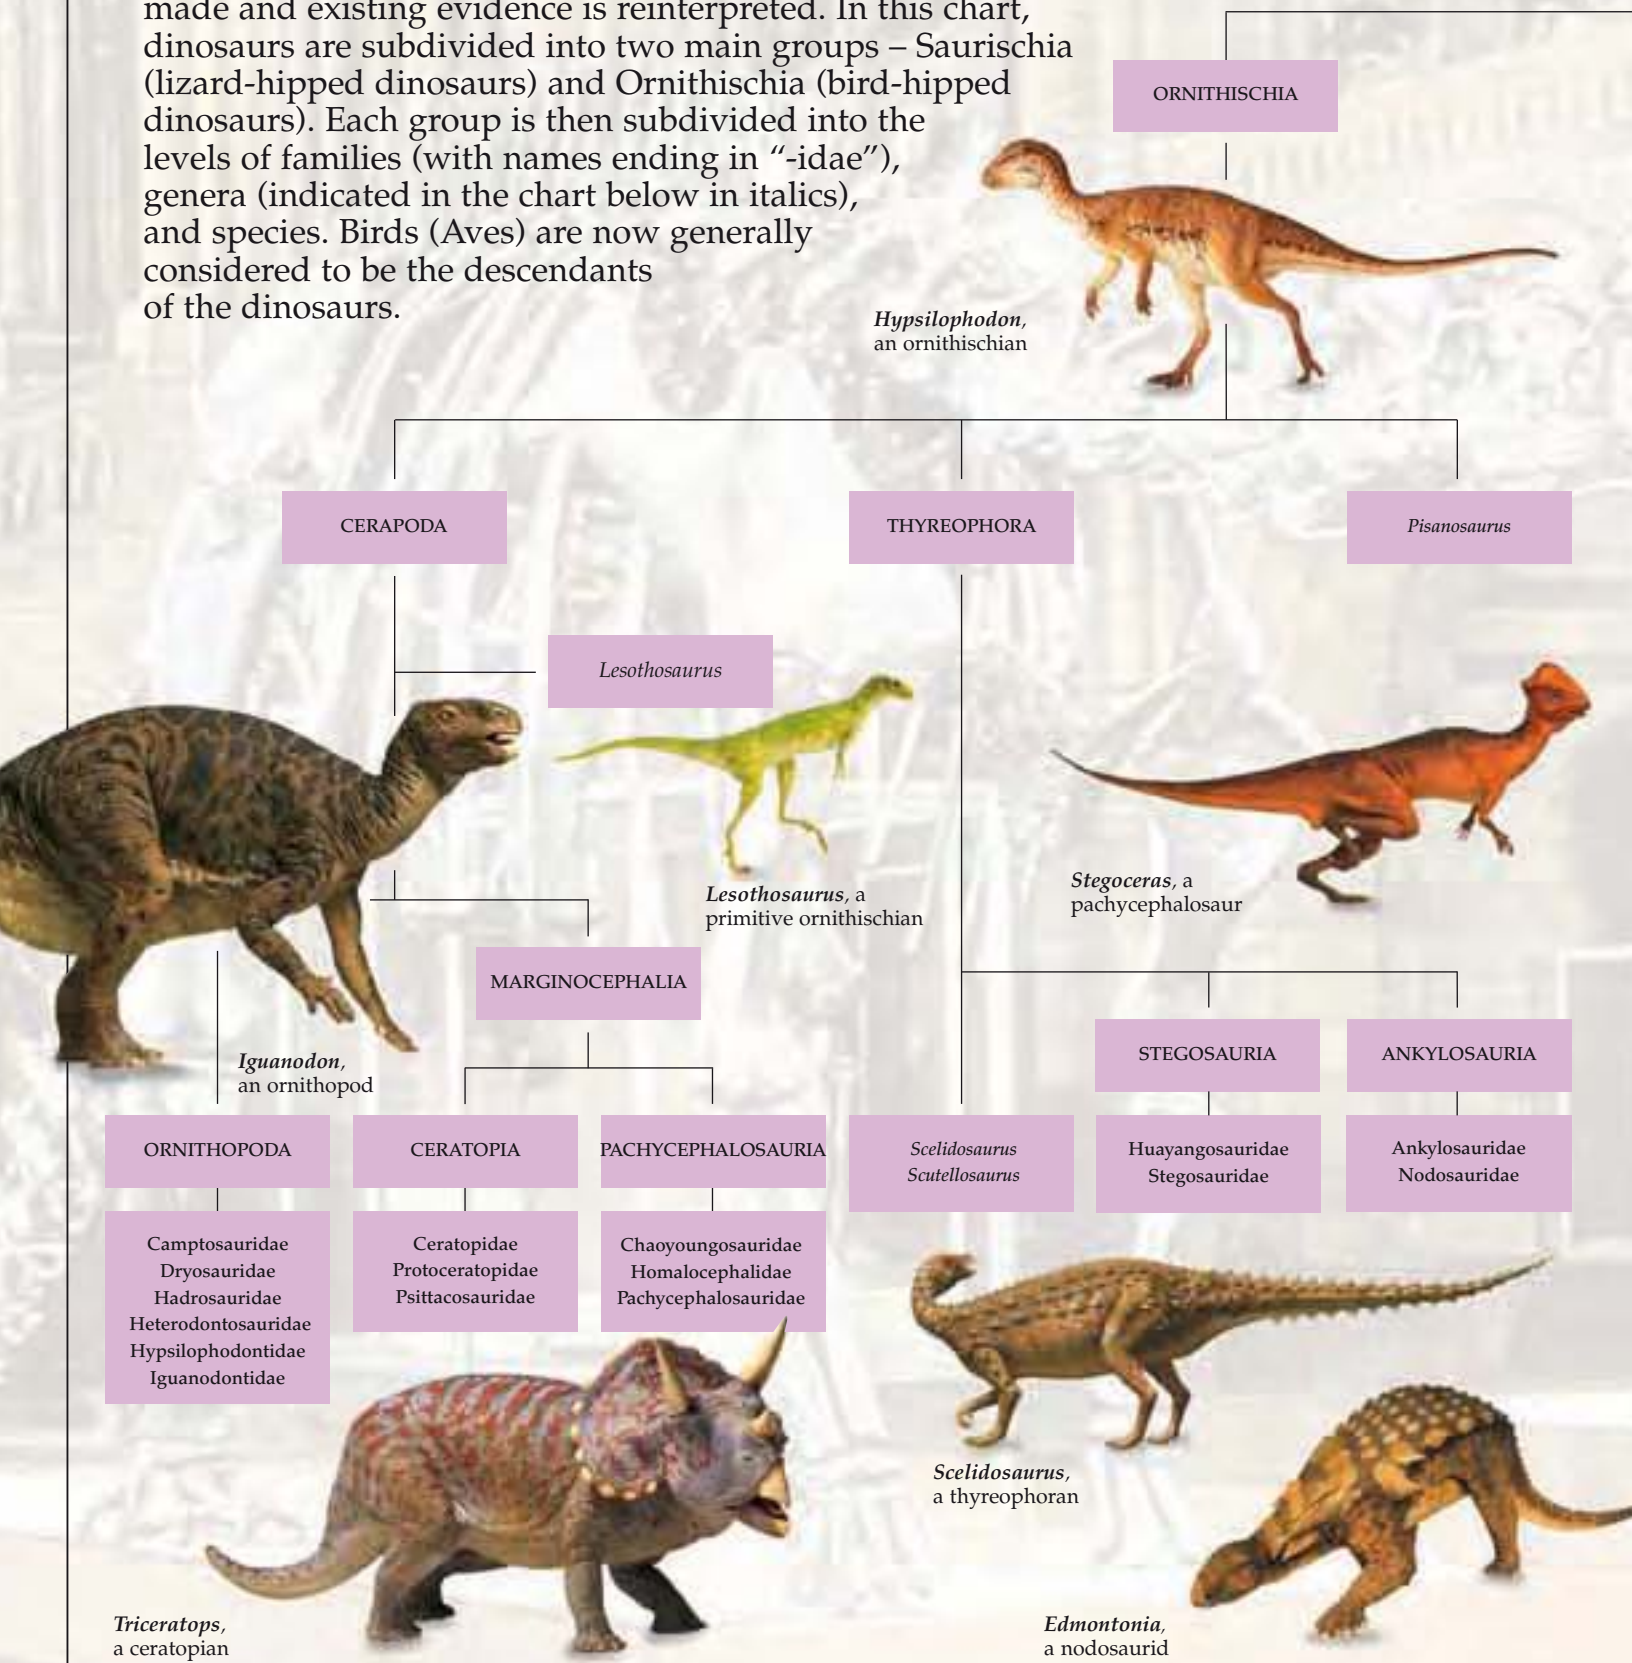 made and existing evidence is reinterpreted. In this chart,
dinosaurs are subdivided into two main groups – Saurischia
(lizard-hipped dinosaurs) and Ornithischia (bird-hipped
dinosaurs). Each group is then subdivided into the
levels of families (with names ending in “-idae”),
genera (indicated in the chart below in italics),
and species. Birds (Aves) are now generally
considered to be the descendants
of the dinosaurs.
ORNITHISCHIA
Hypsilophodon,
an ornithischian
CERAPODA
THYREOPHORA
Pisanosaurus
Lesothosaurus
Lesothosaurus, a
primitive ornithischian
Stegoceras, a
pachycephalosaur
MARGINOCEPHALIA
Iguanodon,
an ornithopod
STEGOSAURIA
ANKYLOSAURIA
ORNITHOPODA
CERATOPIA
PACHYCEPHALOSAURIA
Scelidosaurus
Scutellosaurus
Huayangosauridae
Stegosauridae
Ankylosauridae
Nodosauridae
Camptosauridae
Dryosauridae
Hadrosauridae
Heterodontosauridae
Hypsilophodontidae
Iguanodontidae
Ceratopidae
Protoceratopidae
Psittacosauridae
Chaoyoungosauridae
Homalocephalidae
Pachycephalosauridae
Scelidosaurus,
a thyreophoran
Triceratops,
a ceratopian
Edmontonia,
a nodosaurid